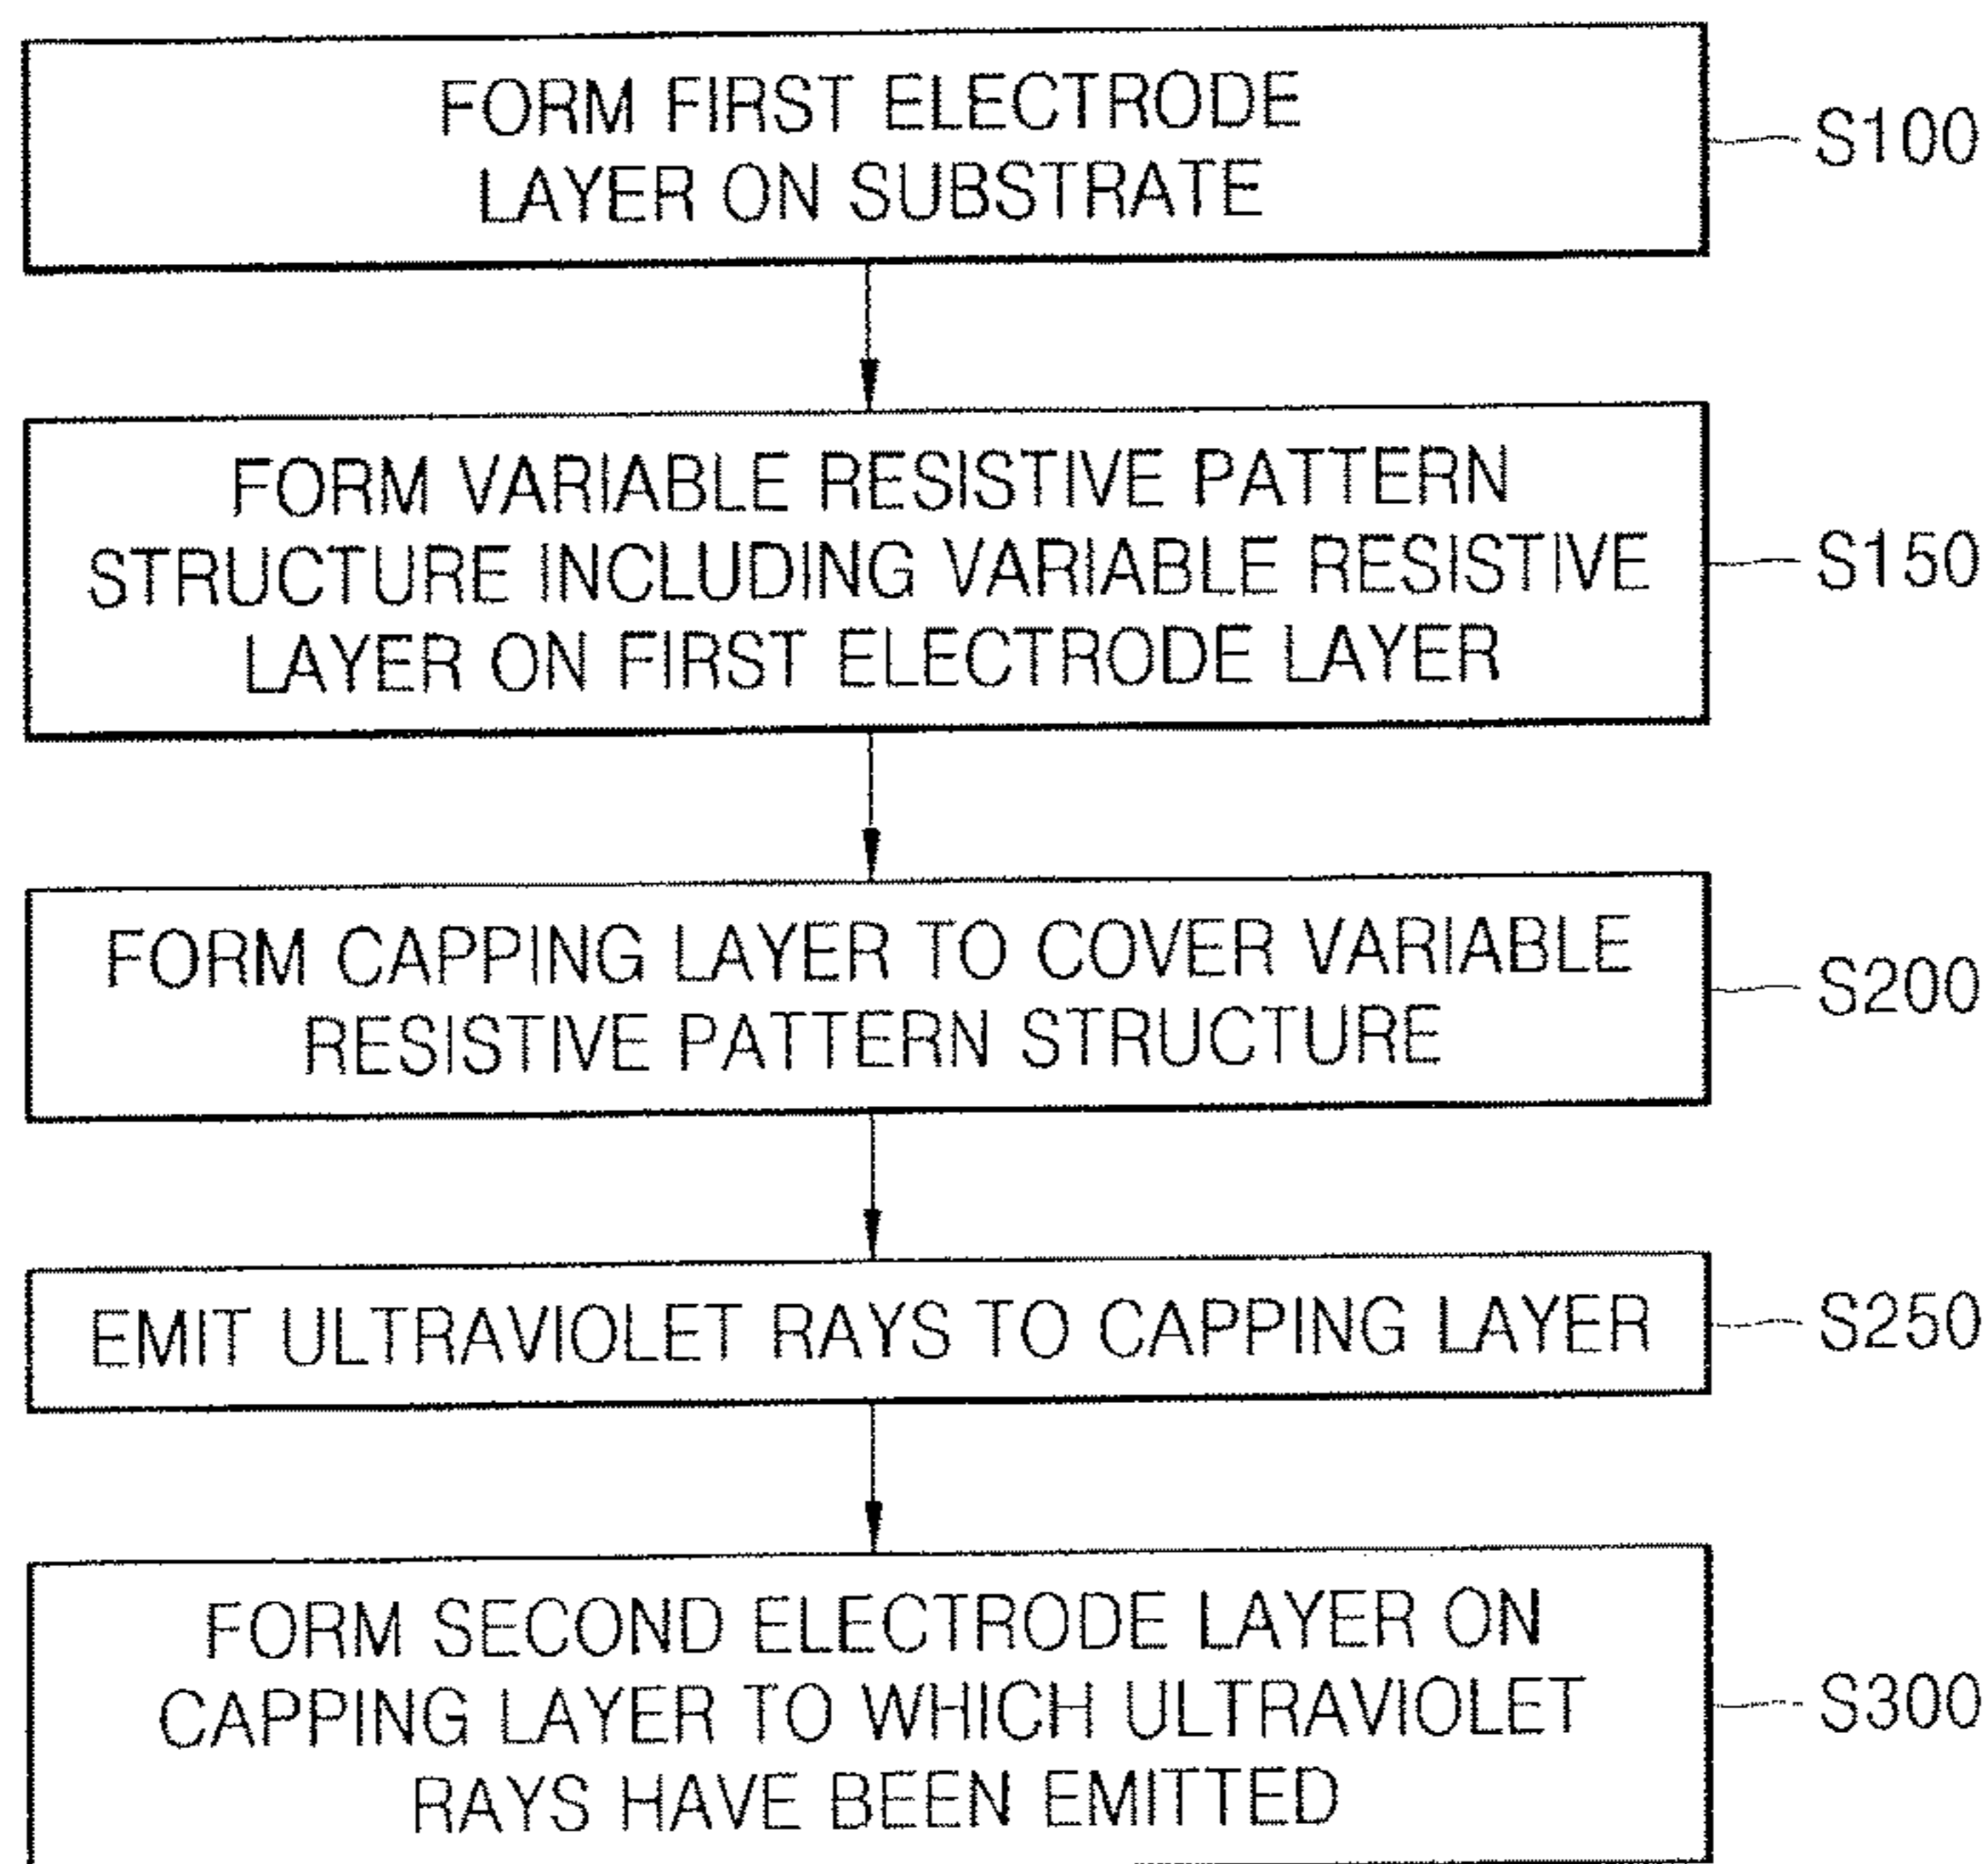 FORM FIRST ELECTRODE
LAYER ON SUBSTRATE
S100
FORM VARIABLE RESISTIVE PATTERN
STRUCTURE INCLUDING VARIABLE RESISTIVE
LAYER ON FIRST ELECTRODE LAYER
S150
FORM CAPPING LAYER TO COVER VARIABLE
RESISTIVE PATTERN STRUCTURE
S200
EMIT ULTRAVIOLET RAYS TO CAPPING LAYER
S250
FORM SECOND ELECTRODE LAYER ON
CAPPING LAYER TO WHICH ULTRAVIOLET
RAYS HAVE BEEN EMITTED
S300